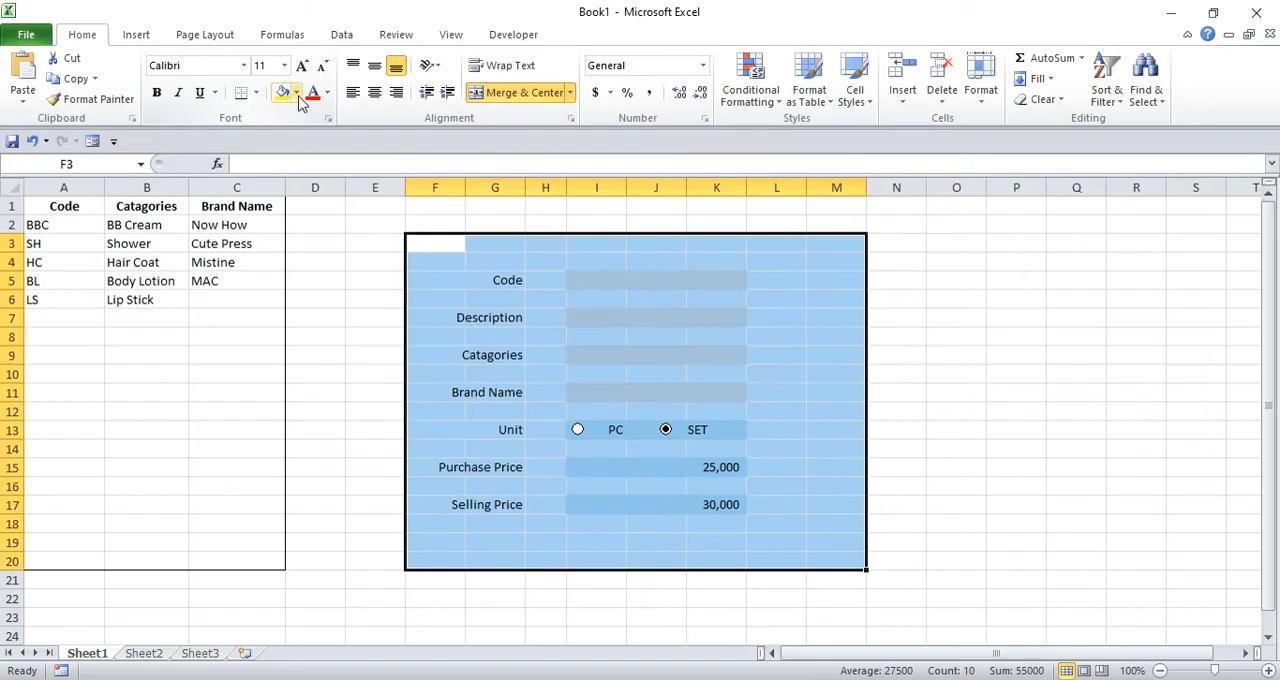 Book1 - Microsoft Excel
File Home Insert Page Layout Formulas Data Review View Developer
Paste
Cut
Copy
Format Painter
Clipboard
Calibri 11
B I U
Font
Wrap Text
Merge & Center
Alignment
General
$ % ,
Number
Conditional Formatting
Format as Table
Cell Styles
Styles
Insert
Delete
Format
Cells
AutoSum
Fill
Clear
Sort & Filter
Find & Select
Editing
F3 fx
A B C D E F G H I J K L M N O P Q R S T
1 Code Catagories Brand Name
2 BBC BB Cream Now How
3 SH Shower Cute Press
4 HC Hair Coat Mistine
5 BL Body Lotion MAC Code
6 LS Lip Stick
7 Description
8
9 Catagories
10
11 Brand Name
12
13 Unit PC SET
14
15 Purchase Price 25,000
16
17 Selling Price 30,000
18
19
20
21
22
23
24
Sheet1 Sheet2 Sheet3
Ready Average: 27500 Count: 10 Sum: 55000 100%